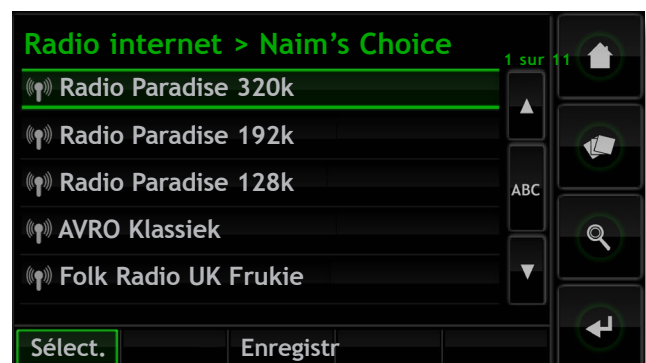 Radio internet > Naim's Choice
1 sur 11
Radio Paradise 320k
Radio Paradise 192k
Radio Paradise 128k
ABC
AVRO Klassiek
Folk Radio UK Frukie
Sélect.
Enregistr